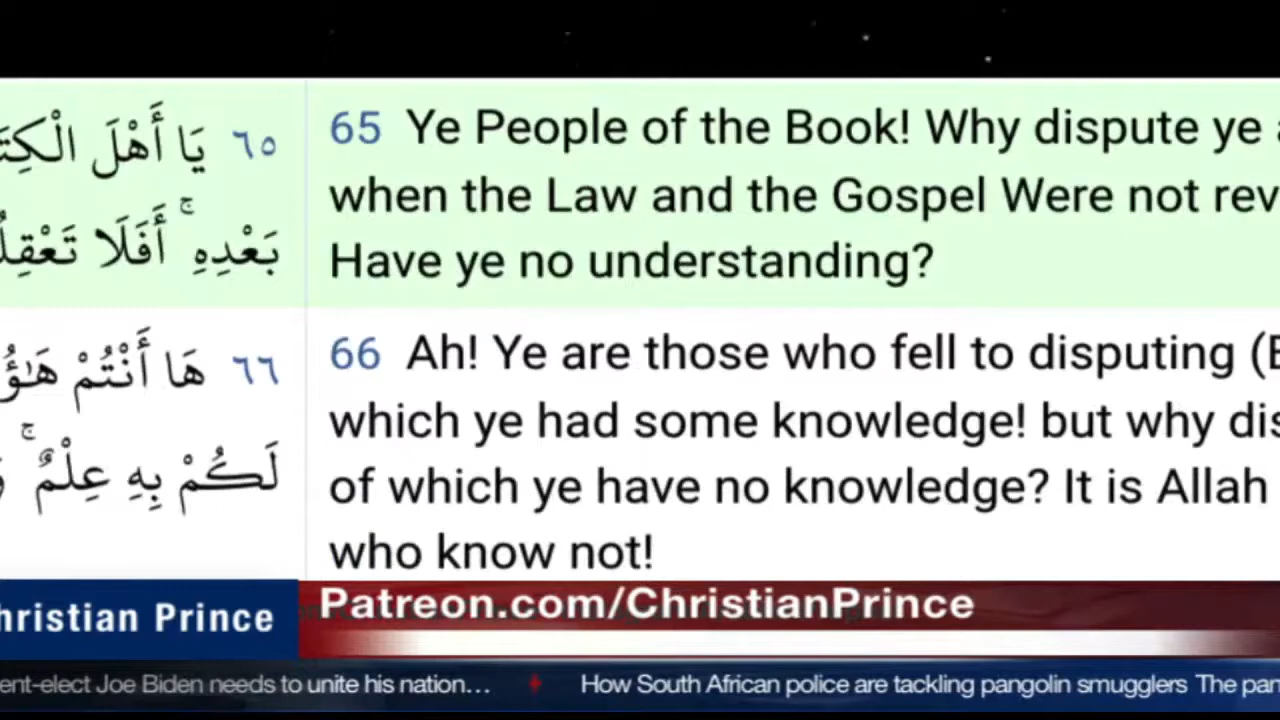 ٦٥ يَا أَهْلَ
بَعْدِهِ ۚ أَفَلَا
65 Ye People of the Book! Why dispute ye
when the Law and the Gospel Were not
Have ye no understanding?
٦٦ هَا أَنْتُمْ
لَكُمْ بِهِ عِلْمٌ ۚ
66 Ah! Ye are those who fell to disputing
which ye had some knowledge! but why
of which ye have no knowledge? It is Allah
who know not!
hristian Prince
Patreon.com/ChristianPrince
ent-elect Joe Biden needs to unite his nation...
How South African police are tackling pangolin smugglers The pan